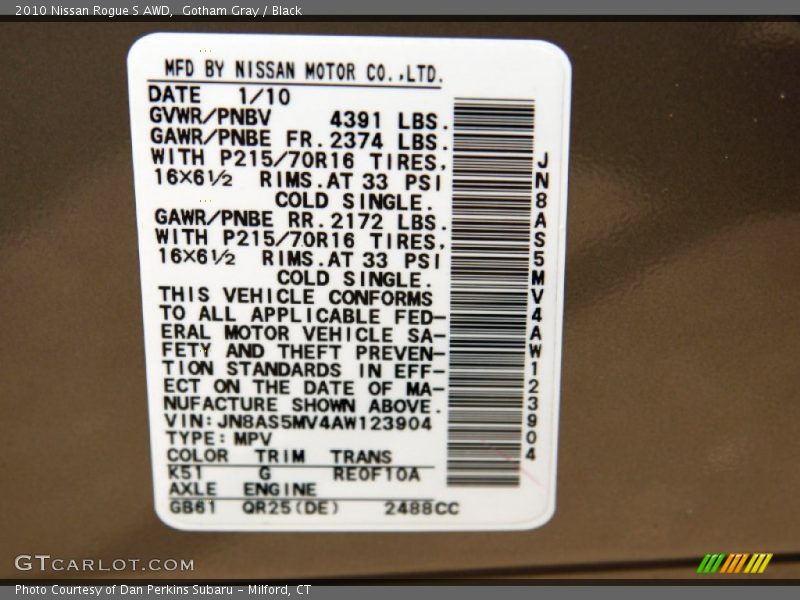 2010 Nissan Rogue S AWD,  Gotham Gray / Black
MFD BY NISSAN MOTOR CO.,LTD.
DATE 1/10
GVWR/PNBV 4391 LBS.
GAWR/PNBE FR.2374 LBS.
WITH P215/70R16 TIRES,
16×6½ RIMS.AT 33 PSI
COLD SINGLE.
GAWR/PNBE RR.2172 LBS.
WITH P215/70R16 TIRES,
16×6½ RIMS.AT 33 PSI
COLD SINGLE.
THIS VEHICLE CONFORMS
TO ALL APPLICABLE FED-
ERAL MOTOR VEHICLE SA-
FETY AND THEFT PREVEN-
TION STANDARDS IN EFF-
ECT ON THE DATE OF MA-
NUFACTURE SHOWN ABOVE.
VIN:JN8AS5MV4AW123904
TYPE:MPV
COLOR TRIM TRANS
K51 G RE0F10A
AXLE ENGINE
GB61 QR25(DE) 2488CC
JN8AS5MV4AW123904
GTCARLOT.COM
Photo Courtesy of Dan Perkins Subaru - Milford, CT